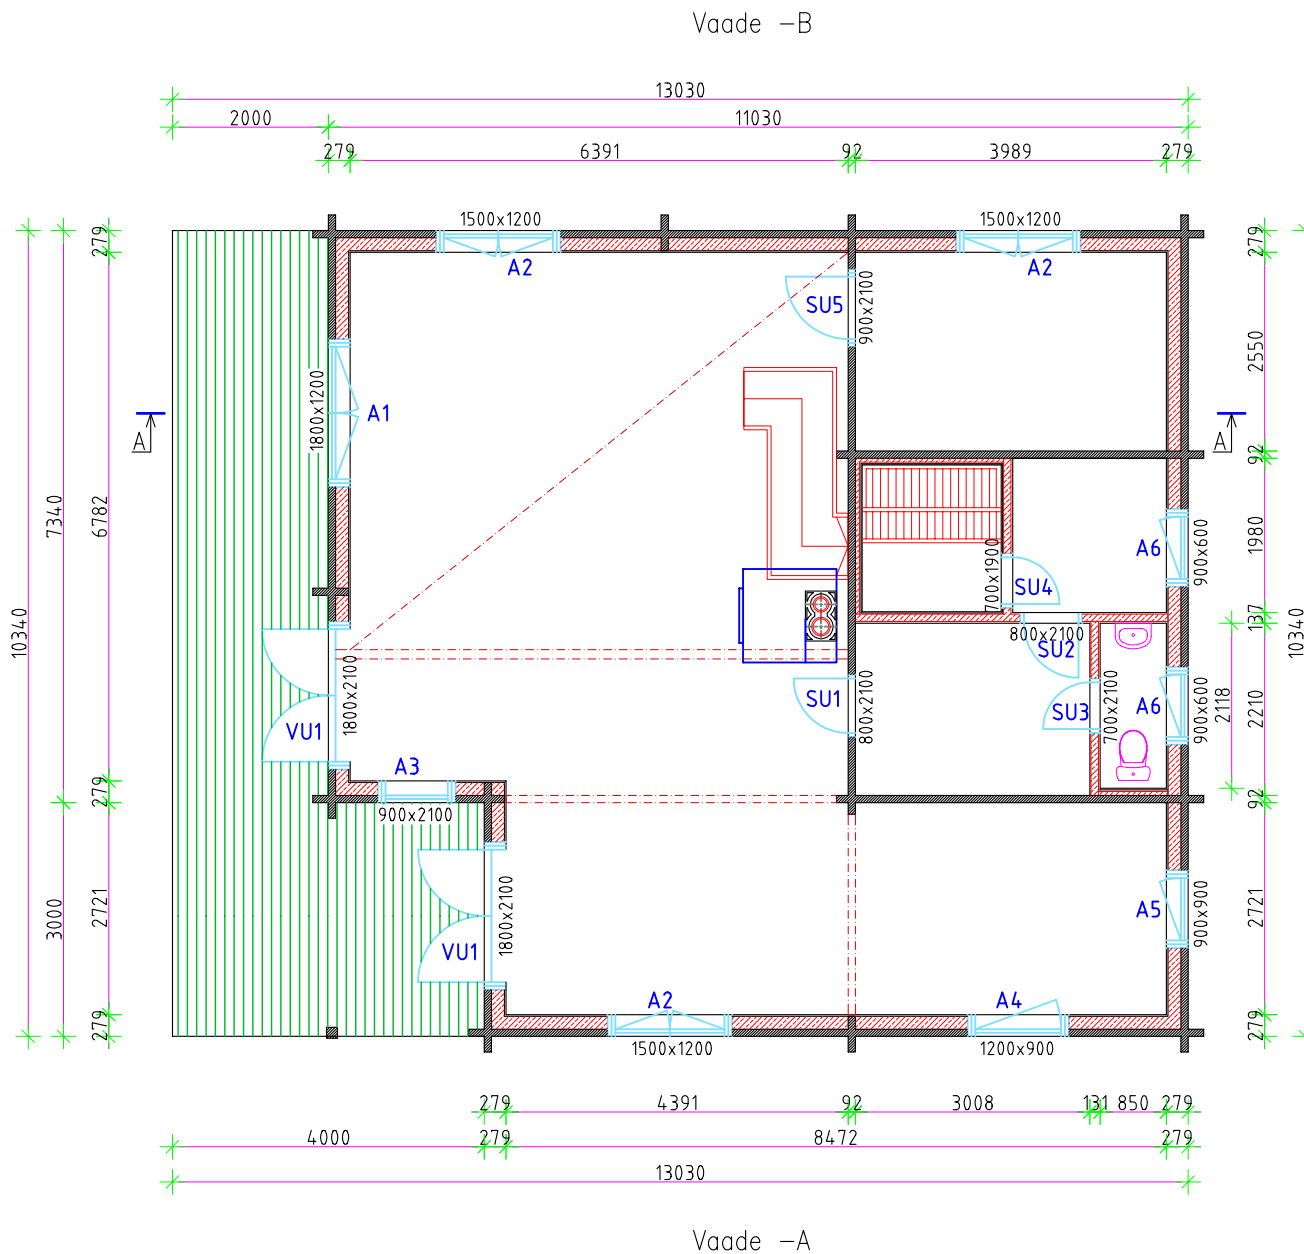 Vaade -B
13030
2000
11030
279
6391
92
3989
279
1500x1200
1500x1200
A2
A2
SU5
900x2100
1800x1200
A1
A
A
279
6782
279
2721
279
7340
3000
10340
279
2550
92
1980
137
2210
92
2721
279
2118
10340
A6
900x600
700x1900
SU4
800x2100
SU2
SU1
800x2100
SU3
700x2100
A6
900x600
1800x2100
VU1
A3
900x2100
1800x2100
VU1
A5
900x900
A2
A4
1500x1200
1200x900
279
4391
92
3008
131
850
279
4000
279
8472
279
13030
Vaade -A